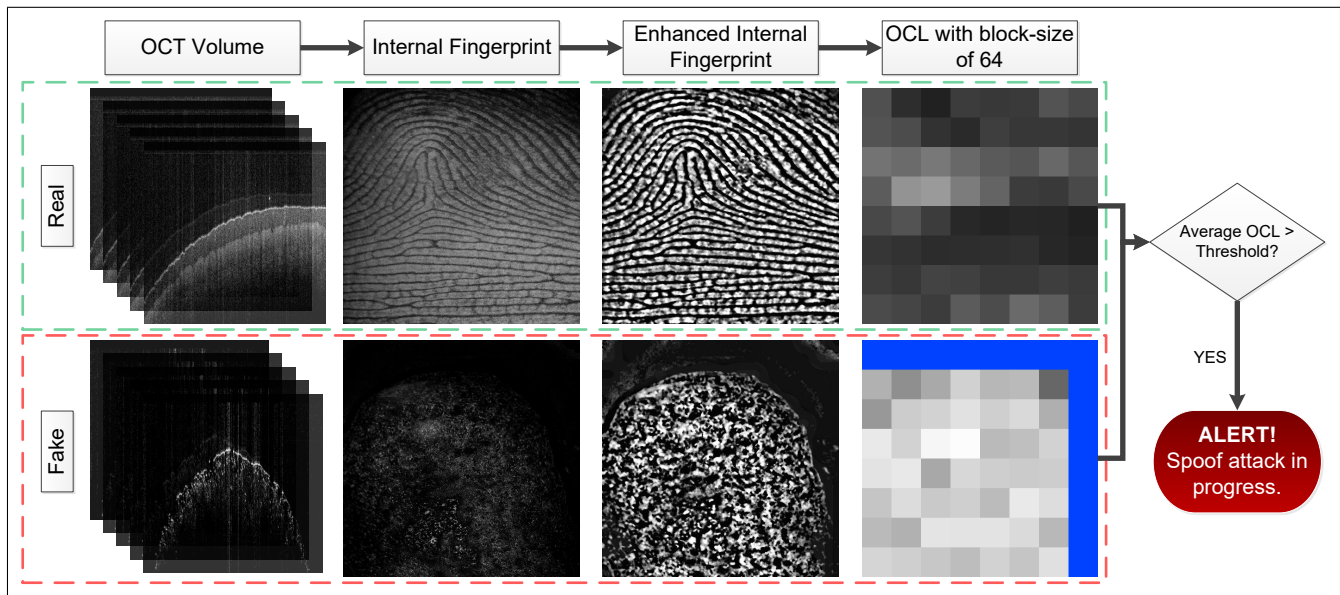 OCT Volume
Internal Fingerprint
Enhanced Internal
Fingerprint
OCL with block-size
of 64
Real
Fake
Average OCL >
Threshold?
YES
ALERT!
Spoof attack in
progress.